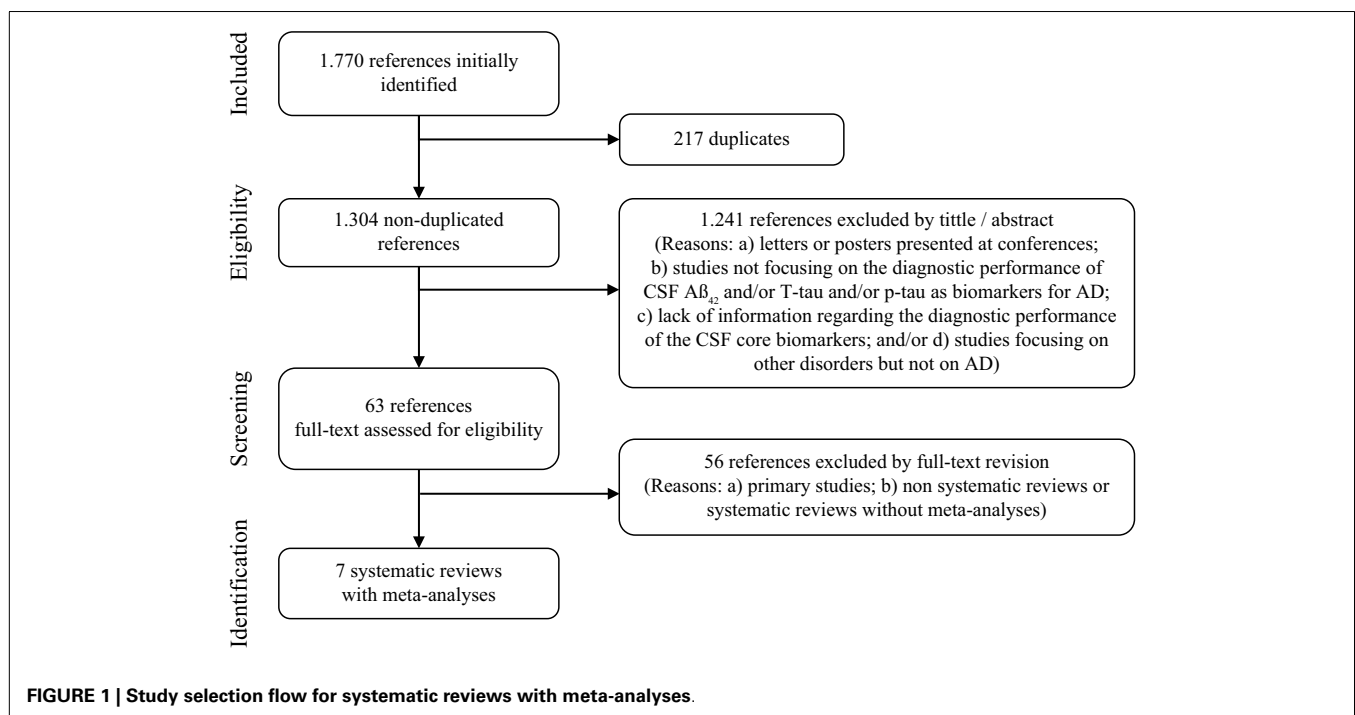 Included
1.770 references initially
identified
217 duplicates
Eligibility
1.304 non-duplicated
references
1.241 references excluded by tittle / abstract
(Reasons: a) letters or posters presented at conferences;
b) studies not focusing on the diagnostic performance of
CSF Aß₄₂ and/or T-tau and/or p-tau as biomarkers for AD;
c) lack of information regarding the diagnostic performance
of the CSF core biomarkers; and/or d) studies focusing on
other disorders but not on AD)
Screening
63 references
full-text assessed for eligibility
56 references excluded by full-text revision
(Reasons: a) primary studies; b) non systematic reviews or
systematic reviews without meta-analyses)
Identification
7 systematic reviews
with meta-analyses
FIGURE 1 | Study selection flow for systematic reviews with meta-analyses.